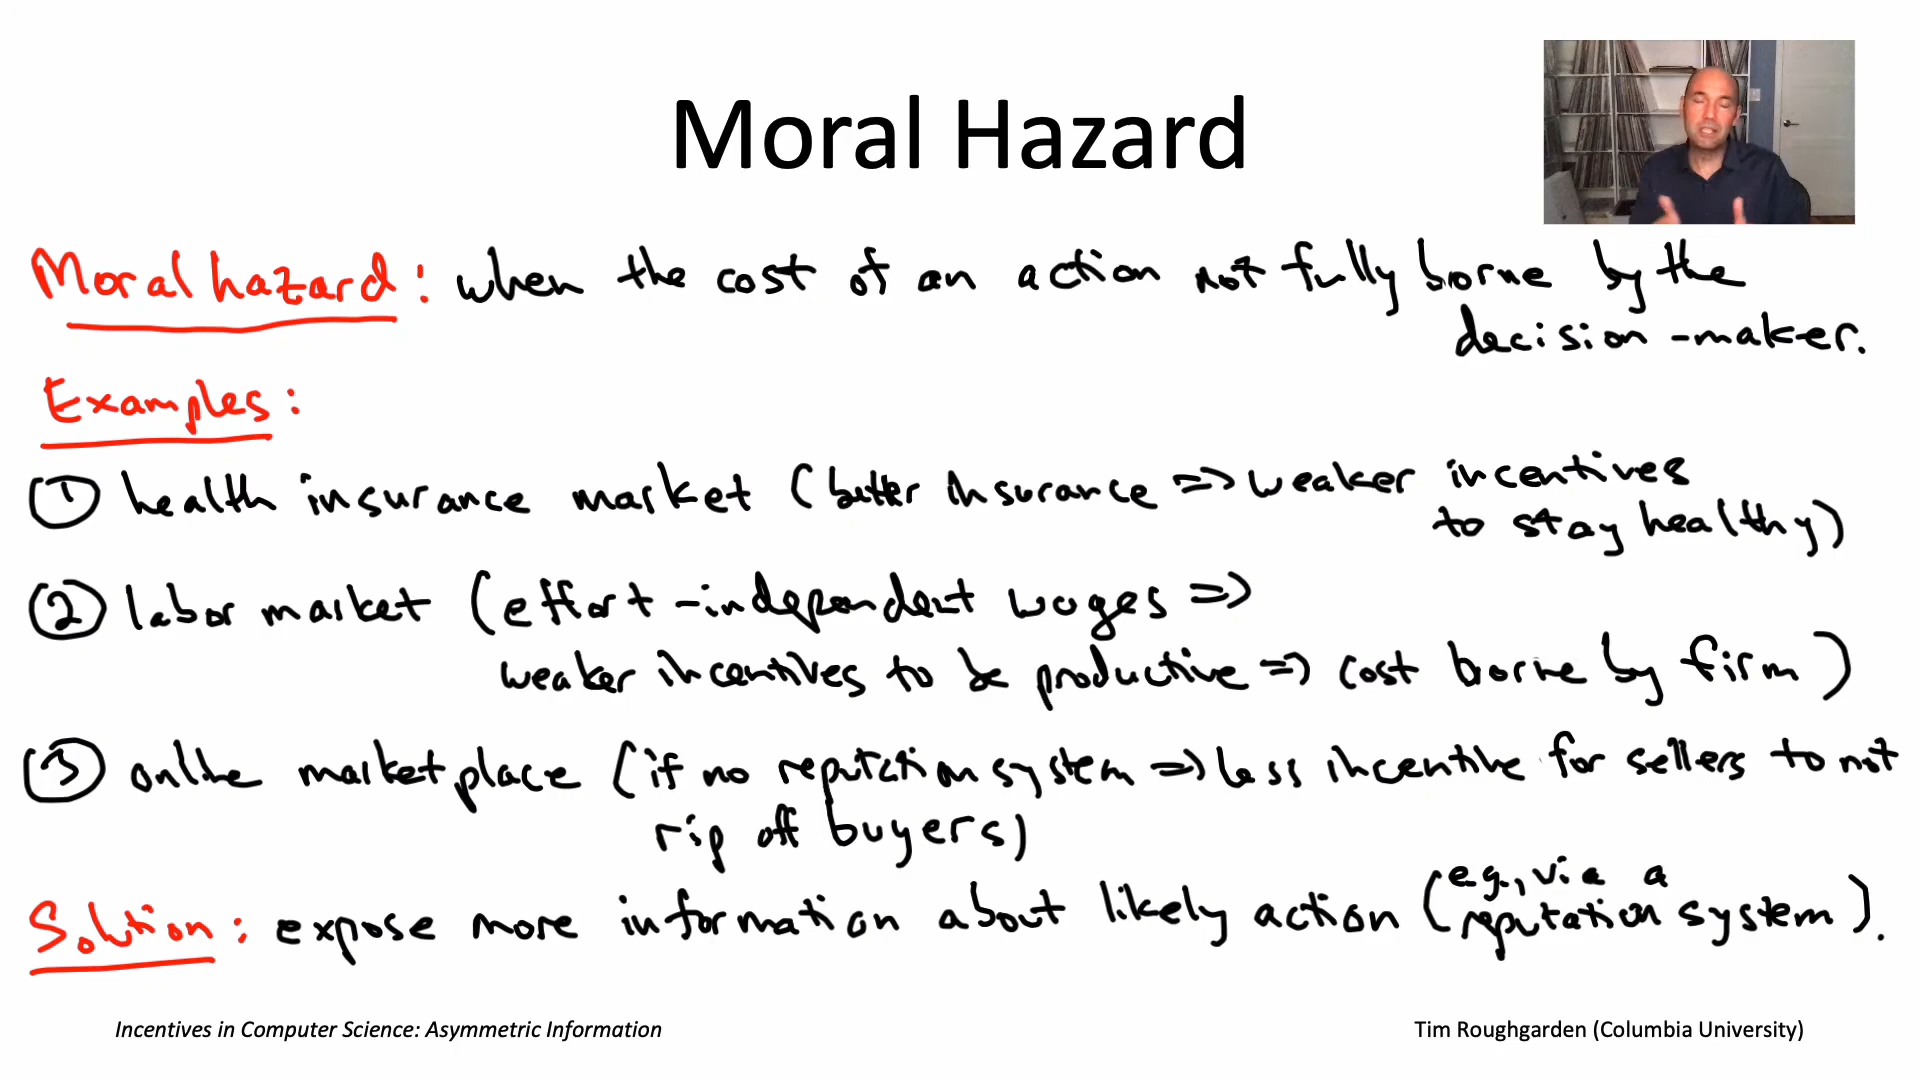 Moral Hazard
Moral hazard: when the cost of an action not fully borne by the
decision-maker.
Examples:
① health insurance market (better insurance => weaker incentives
to stay healthy)
② labor market (effort-independent wages =>
weaker incentives to be productive => cost borne by firm)
③ online marketplace (if no reputation system => less incentive for sellers to not
rip off buyers)
Solution: expose more information about likely action (e.g., via a
reputation system).
Incentives in Computer Science: Asymmetric Information
Tim Roughgarden (Columbia University)